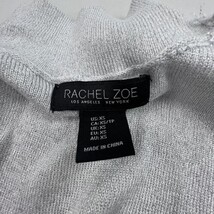 RACHEL ZOE
LOS ANGELES • NEW YORK
US:XS
CA:XS/TP
UK:XS
EU:XS
AU:XS
MADE IN CHINA